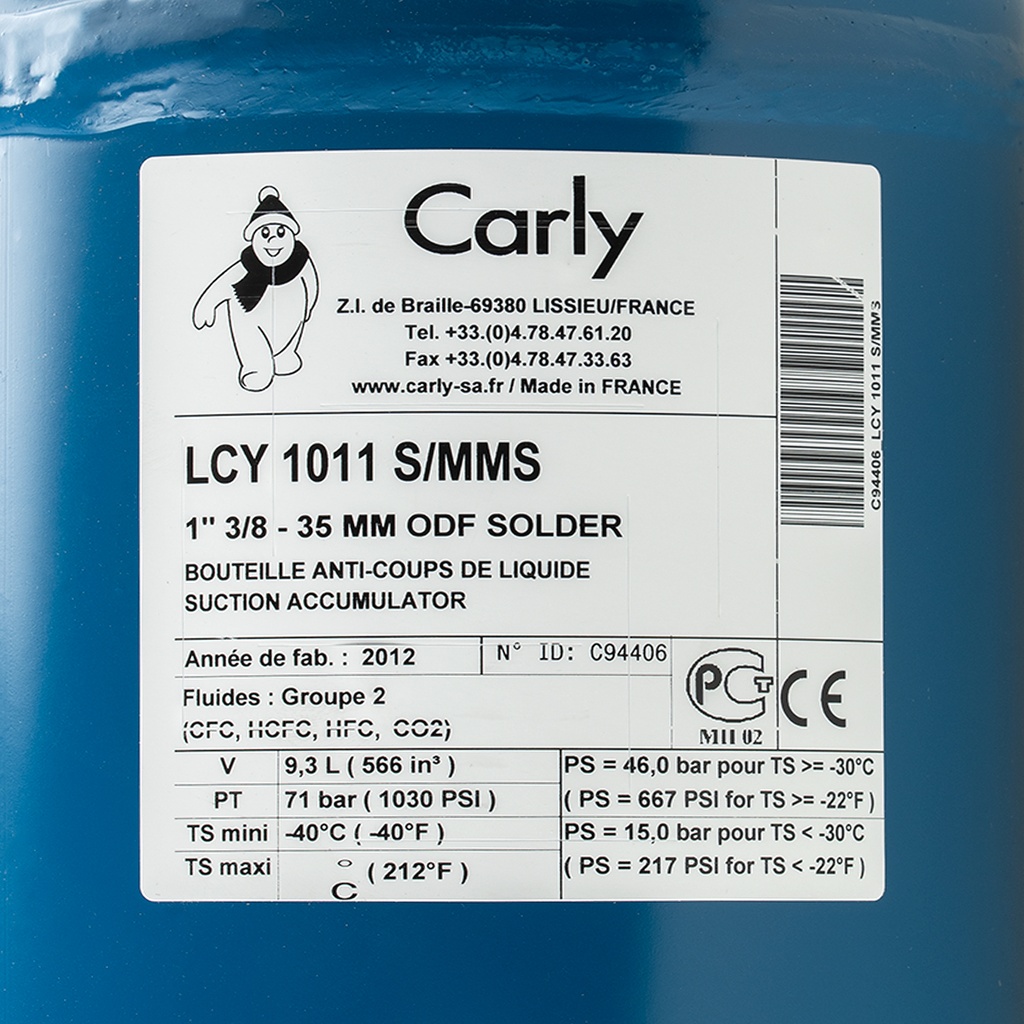 Carly
Z.I. de Braille-69380 LISSIEU/FRANCE
Tel. +33.(0)4.78.47.61.20
Fax +33.(0)4.78.47.33.63
www.carly-sa.fr / Made in FRANCE
C94406 LCY 1011 S/MMS
LCY 1011 S/MMS
1" 3/8 - 35 MM ODF SOLDER
BOUTEILLE ANTI-COUPS DE LIQUIDE
SUCTION ACCUMULATOR
Année de fab. : 2012
N° ID: C94406
Fluides : Groupe 2
(CFC, HCFC, HFC, CO2)
PCT
02
CE
V 9,3 L ( 566 in³ )
PT 71 bar ( 1030 PSI )
TS mini -40°C ( -40°F )
TS maxi °C ( 212°F )
PS = 46,0 bar pour TS >= -30°C
( PS = 667 PSI for TS >= -22°F )
PS = 15,0 bar pour TS < -30°C
( PS = 217 PSI for TS < -22°F )